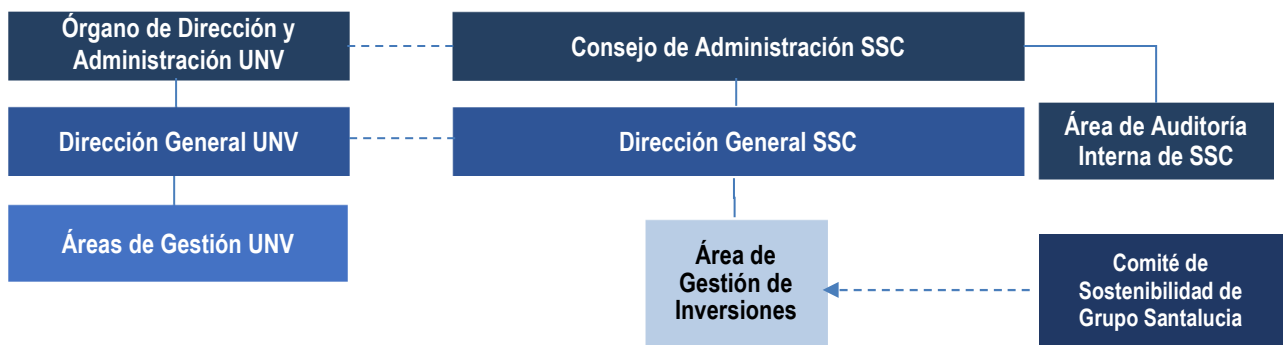 Órgano de Dirección y
Administración UNV
Consejo de Administración SSC
Dirección General UNV
Dirección General SSC
Área de Auditoría
Interna de SSC
Áreas de Gestión UNV
Área de
Gestión de
Inversiones
Comité de
Sostenibilidad de
Grupo Santalucia